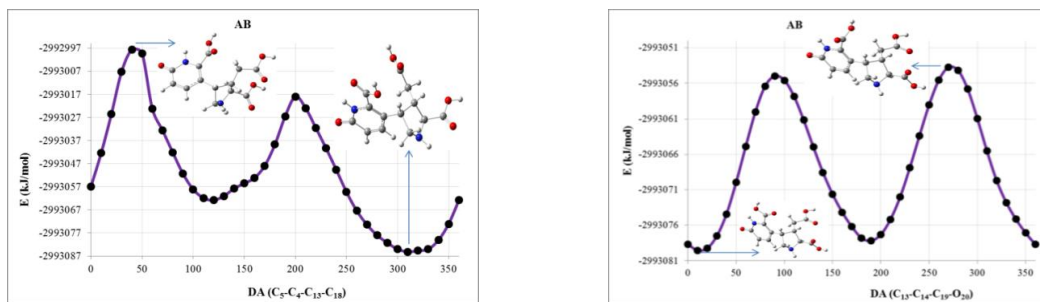 AB
-2992997
-2993007
-2993017
-2993027
-2993037
-2993047
-2993057
-2993067
-2993077
-2993087
E (kJ/mol)
0 50 100 150 200 250 300 350
DA (C₅-C₄-C₁₃-C₁₈)
AB
-2993051
-2993056
-2993061
-2993066
-2993071
-2993076
-2993081
E (kJ/mol)
0 50 100 150 200 250 300 350
DA (C₁₃-C₁₄-C₁₉-O₂₀)